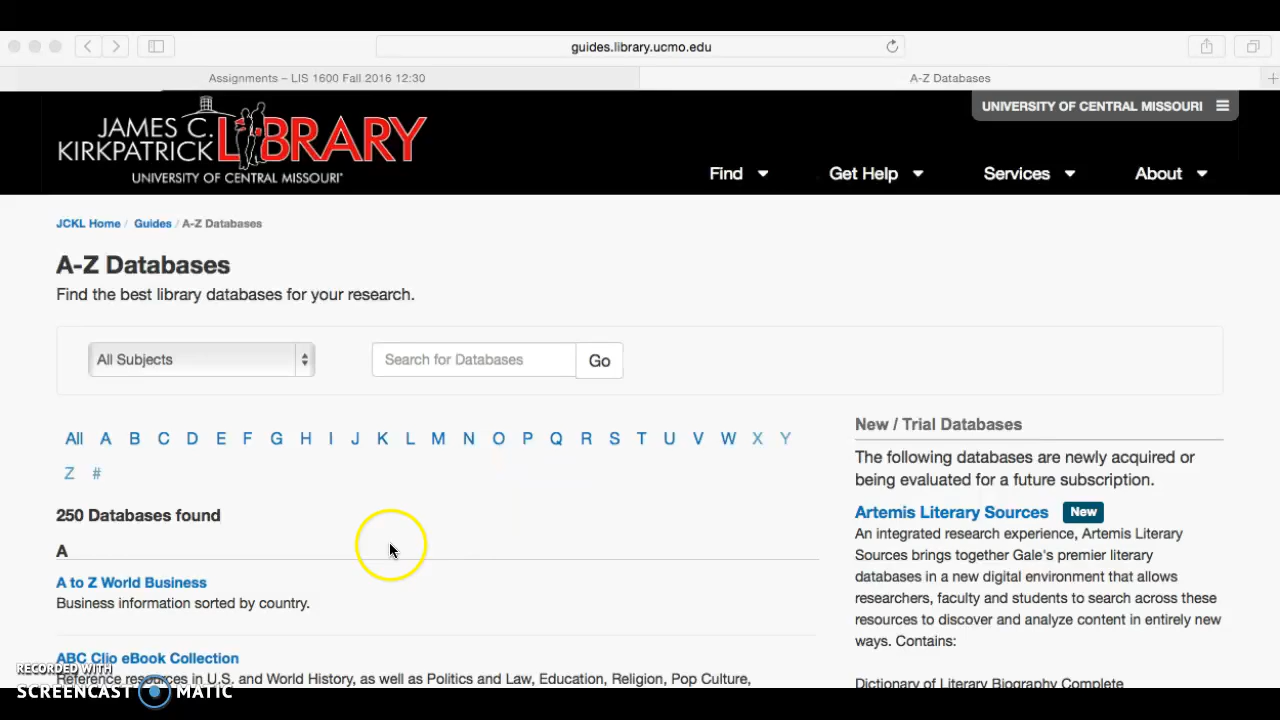 guides.library.ucmo.edu
Assignments – LIS 1600 Fall 2016 12:30
A-Z Databases
UNIVERSITY OF CENTRAL MISSOURI
JAMES C.
KIRKPATRICK LIBRARY
UNIVERSITY OF CENTRAL MISSOURI
Find Get Help Services About
JCKL Home / Guides / A-Z Databases
A-Z Databases
Find the best library databases for your research.
All Subjects Search for Databases Go
All A B C D E F G H I J K L M N O P Q R S T U V W X Y
Z #
250 Databases found
A
A to Z World Business
Business information sorted by country.
ABC Clio eBook Collection
Reference resources in U.S. and World History, as well as Politics and Law, Education, Religion, Pop Culture,
New / Trial Databases
The following databases are newly acquired or
being evaluated for a future subscription.
Artemis Literary Sources New
An integrated research experience, Artemis Literary
Sources brings together Gale's premier literary
databases in a new digital environment that allows
researchers, faculty and students to search across these
resources to discover and analyze content in entirely new
ways. Contains:
Dictionary of Literary Biography Complete
RECORDED WITH
SCREENCAST MATIC